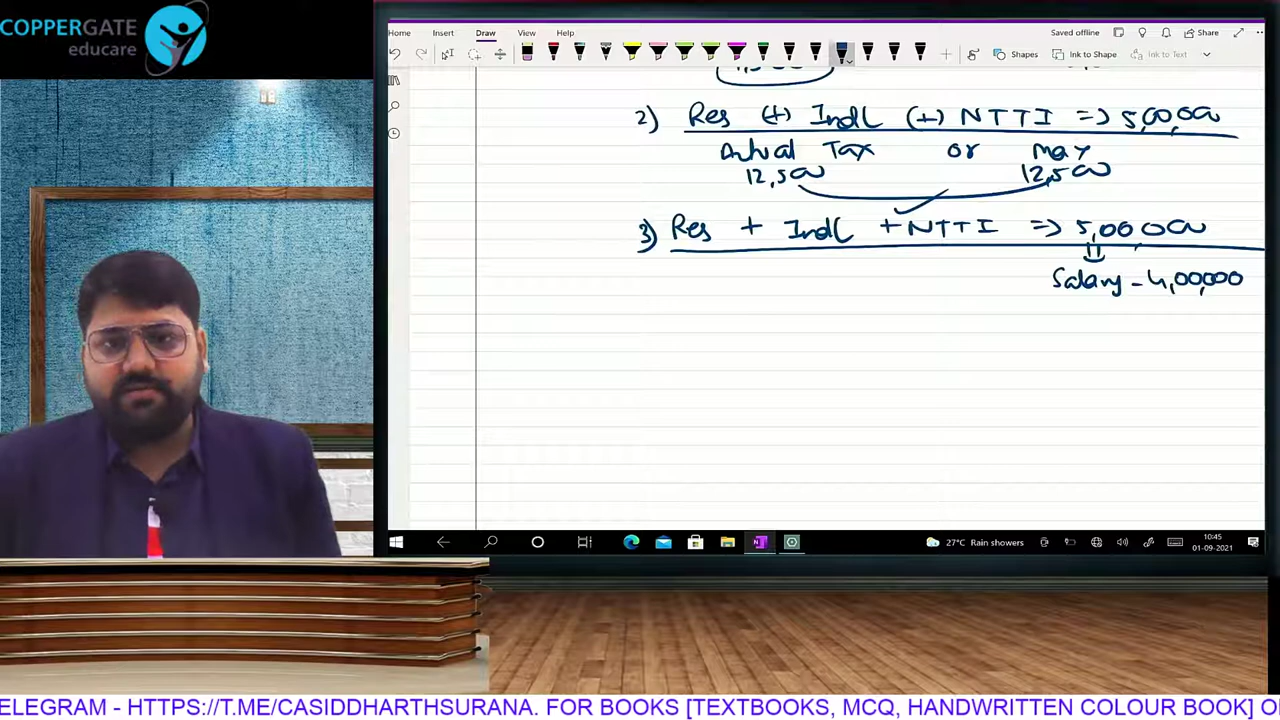 COPPERGATE
educare
Home Insert Draw View Help
Saved offline
Share
Shapes
Ink to Shape
Ink to Text
2) Res (+) Indl (+) NTTI => 5,00,000
Actual Tax or Max
12,500 12,500
3) Res + Indl + NTTI => 5,00,000
Salary - 4,00,000
27°C Rain showers
10:45
01-09-2021
ELEGRAM - HTTPS://T.ME/CASIDDHARTHSURANA. FOR BOOKS [TEXTBOOKS, MCQ, HANDWRITTEN COLOUR BOOK] O